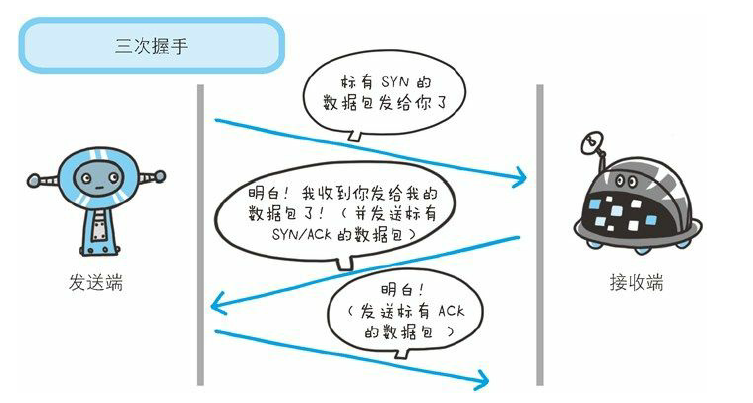 三次握手
标有 SYN 的
数据包发给你了
明白！我收到你发给我的
数据包了！（并发送标有
SYN/ACK 的数据包）
发送端
接收端
明白！
（发送标有 ACK
的数据包）